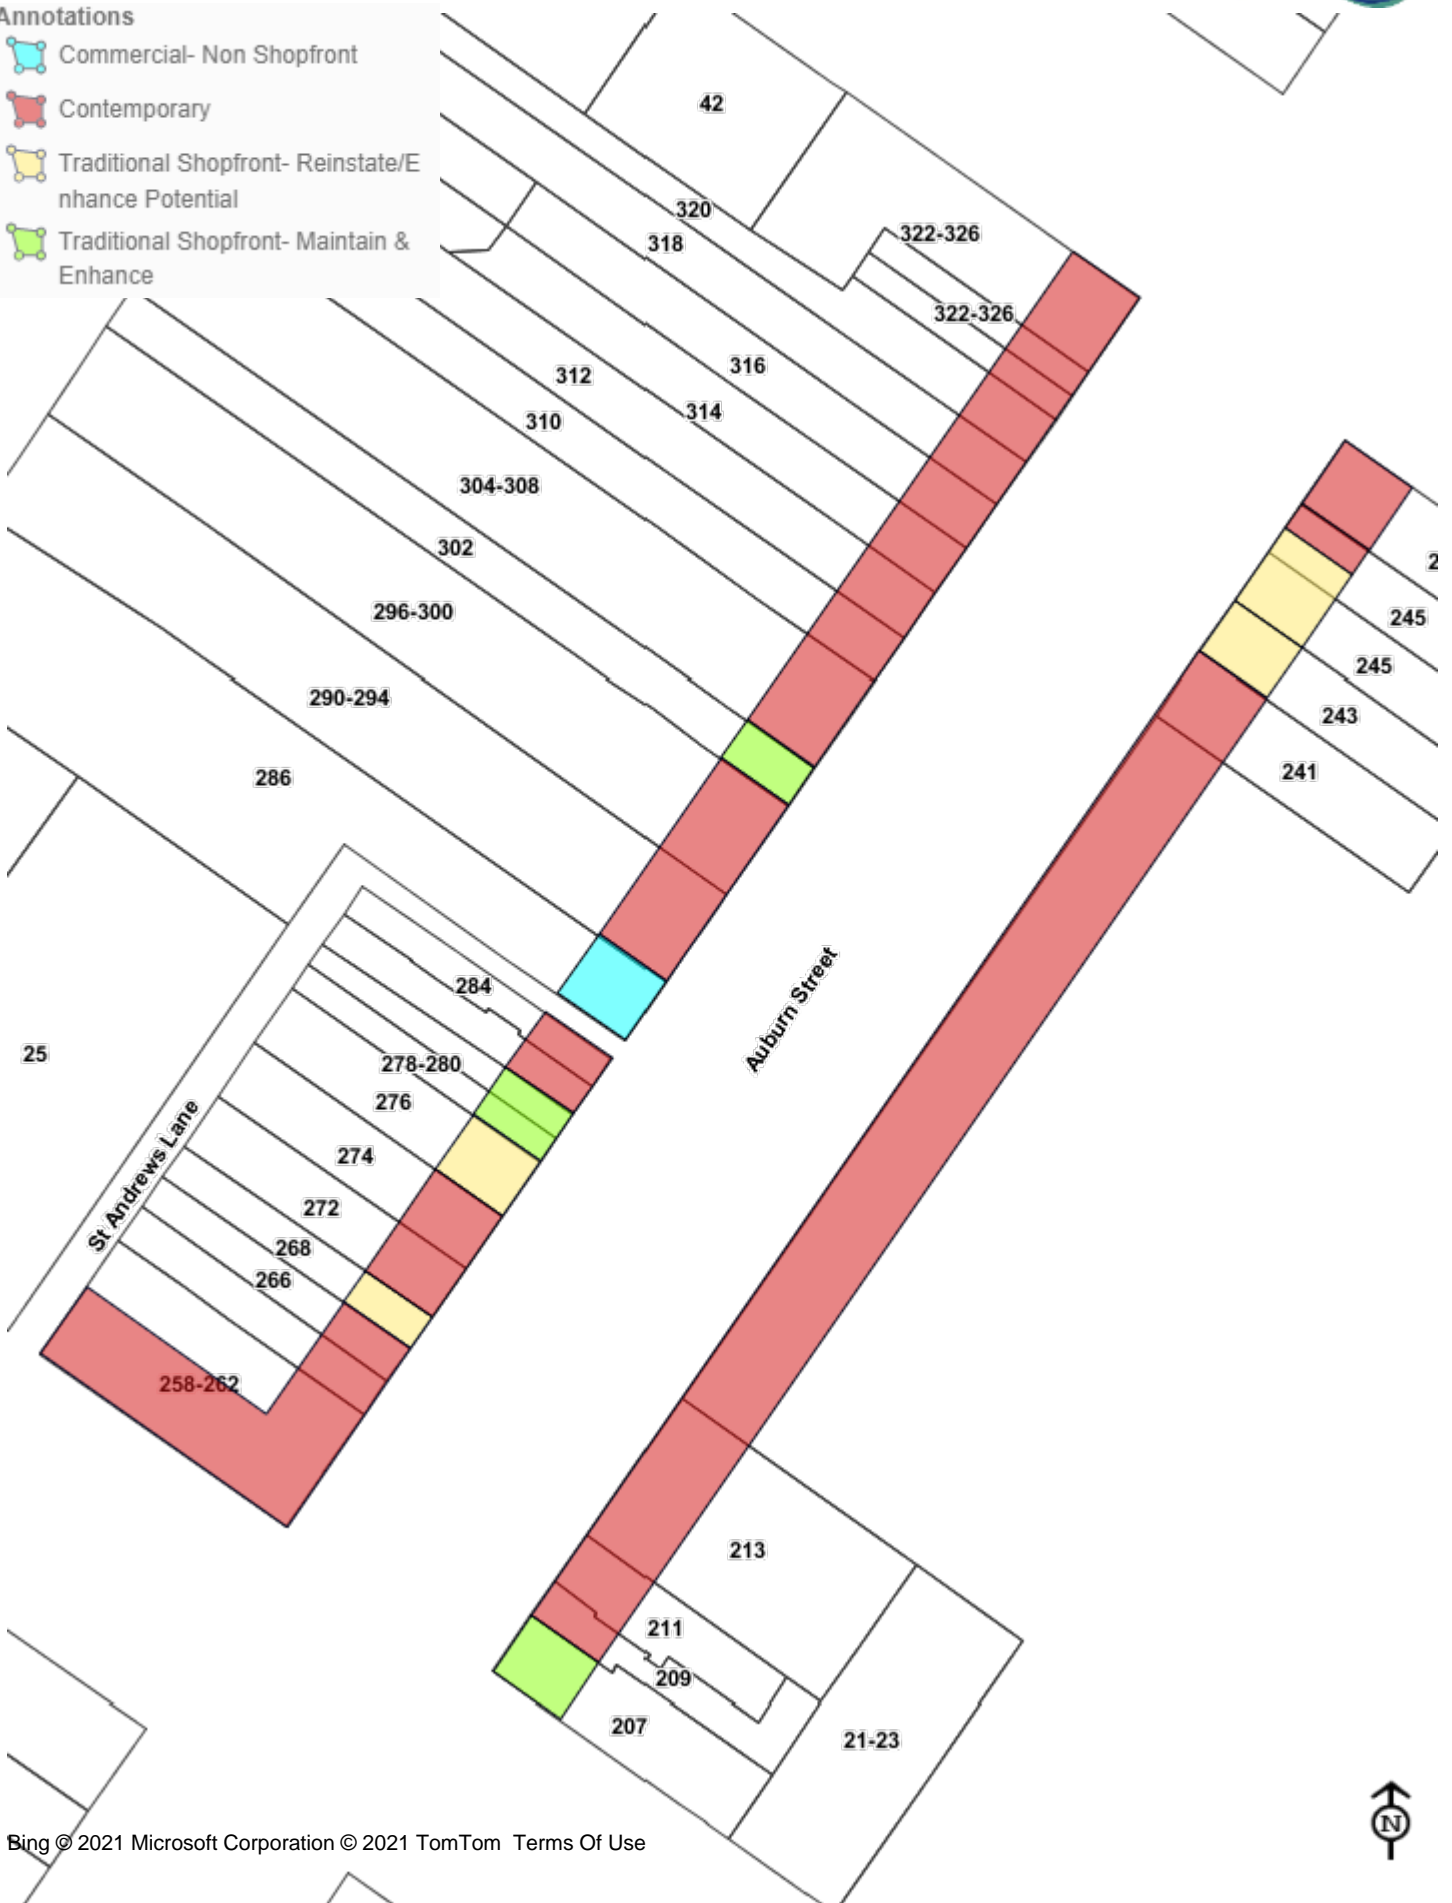 Annotations
Commercial- Non Shopfront
Contemporary
Traditional Shopfront- Reinstate/E
nhance Potential
Traditional Shopfront- Maintain &
Enhance
42
320
322-326
318
322-326
316
312
314
310
304-308
302
245
296-300
245
290-294
243
241
286
284
Auburn Street
25
278-280
276
St Andrews Lane
274
272
268
266
258-262
213
211
209
207
21-23
N
Bing © 2021 Microsoft Corporation © 2021 TomTom Terms Of Use